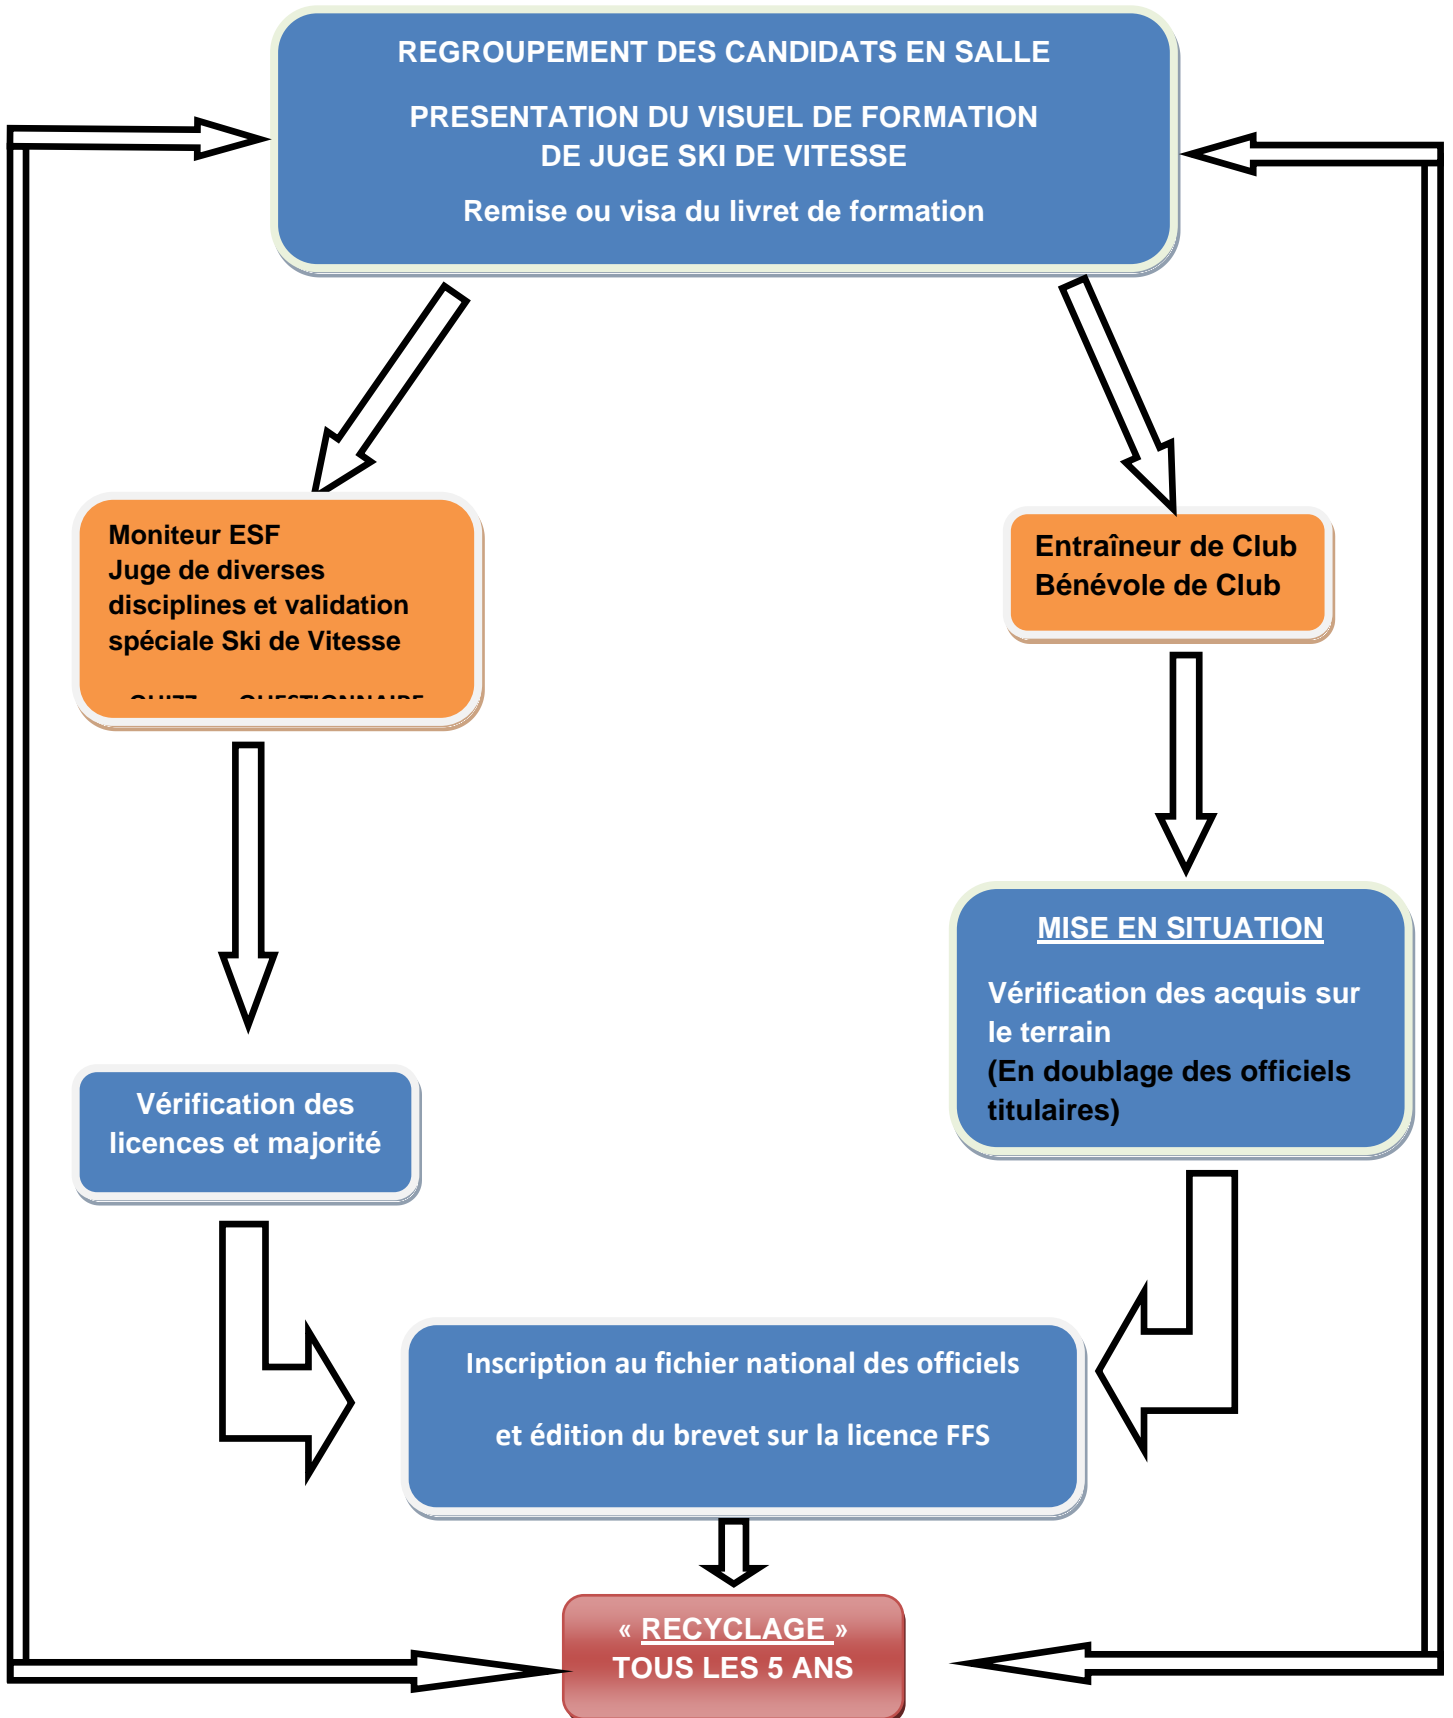 REGROUPEMENT DES CANDIDATS EN SALLE
PRESENTATION DU VISUEL DE FORMATION
DE JUGE SKI DE VITESSE
Remise ou visa du livret de formation
Moniteur ESF
Juge de diverses
disciplines et validation
spéciale Ski de Vitesse
QUIZZ QUESTIONNAIRE
Entraîneur de Club
Bénévole de Club
MISE EN SITUATION
Vérification des acquis sur
le terrain
(En doublage des officiels
titulaires)
Vérification des
licences et majorité
Inscription au fichier national des officiels
et édition du brevet sur la licence FFS
« RECYCLAGE »
TOUS LES 5 ANS